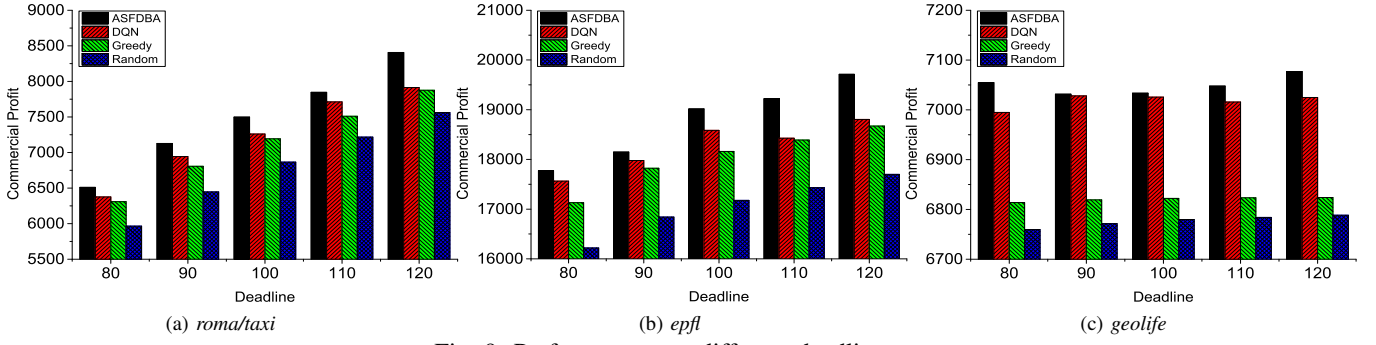 9000
8500
8000
7500
7000
6500
6000
5500
Commercial Profit
ASFDBA
DQN
Greedy
Random
80 90 100 110 120
Deadline
(a) roma/taxi
21000
20000
19000
18000
17000
16000
Commercial Profit
ASFDBA
DQN
Greedy
Random
80 90 100 110 120
Deadline
(b) epfl
7200
7100
7000
6900
6800
6700
Commercial Profit
ASFDBA
DQN
Greedy
Random
80 90 100 110 120
Deadline
(c) geolife